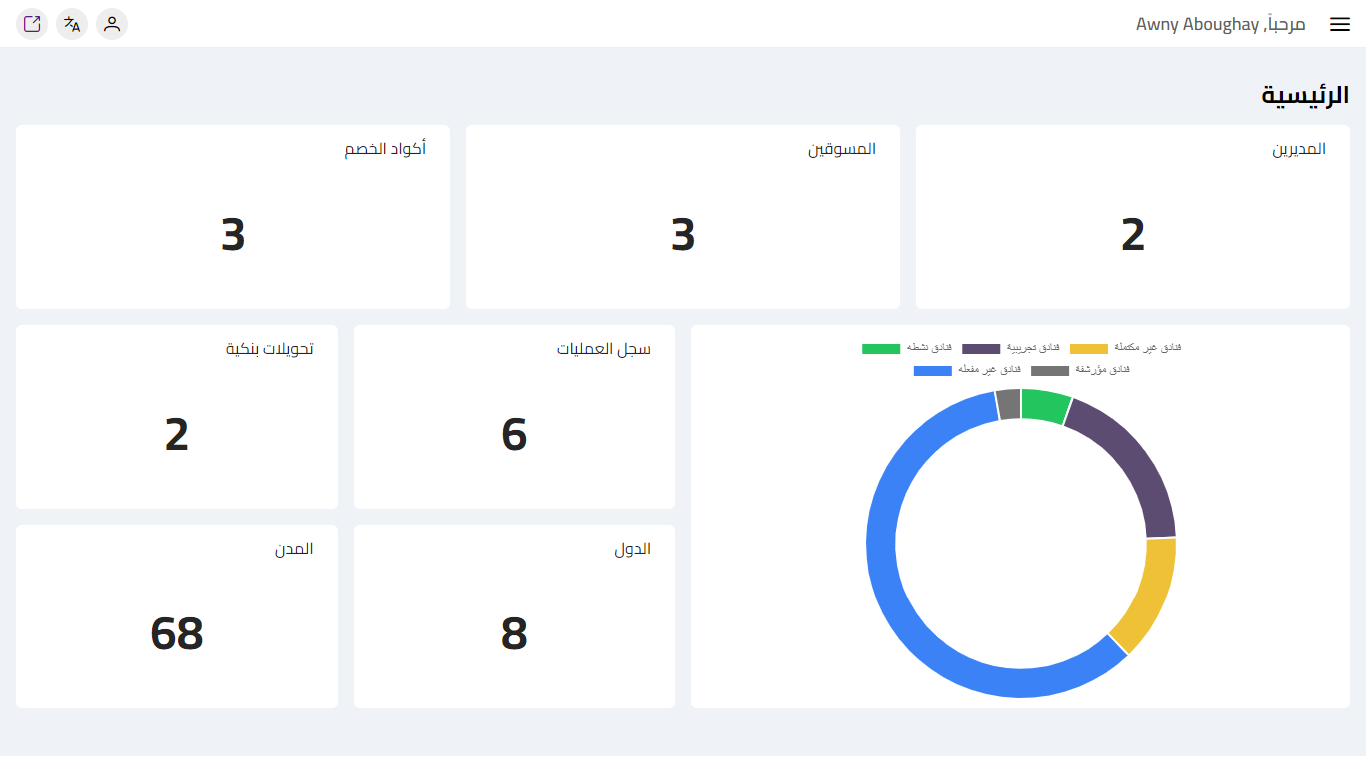 مرحباً, Awny Aboughay
الرئيسية
المديرين
2
المسوقين
3
أكواد الخصم
3
فنادق غير مكتملة
فنادق تجريبية
فنادق نشطه
فنادق مؤرشفة
فنادق غير مفعله
سجل العمليات
6
تحويلات بنكية
2
الدول
8
المدن
68